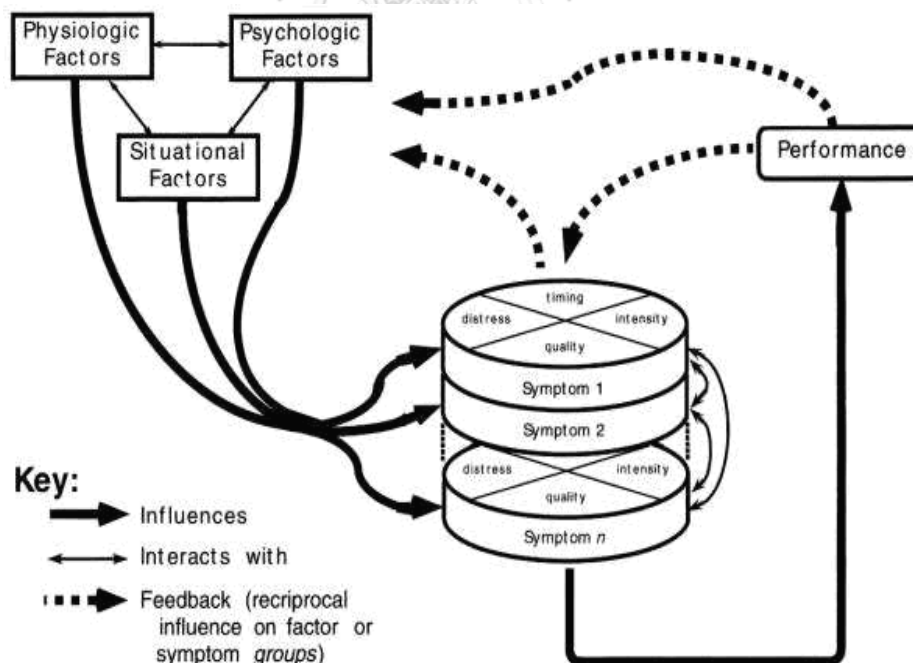 Physiologic
Factors
Psychologic
Factors
Situational
Factors
Performance
timing
distress
intensity
quality
Symptom 1
Symptom 2
distress
intensity
quality
Symptom n
Key:
Influences
Interacts with
Feedback (recriprocal
influence on factor or
symptom groups)